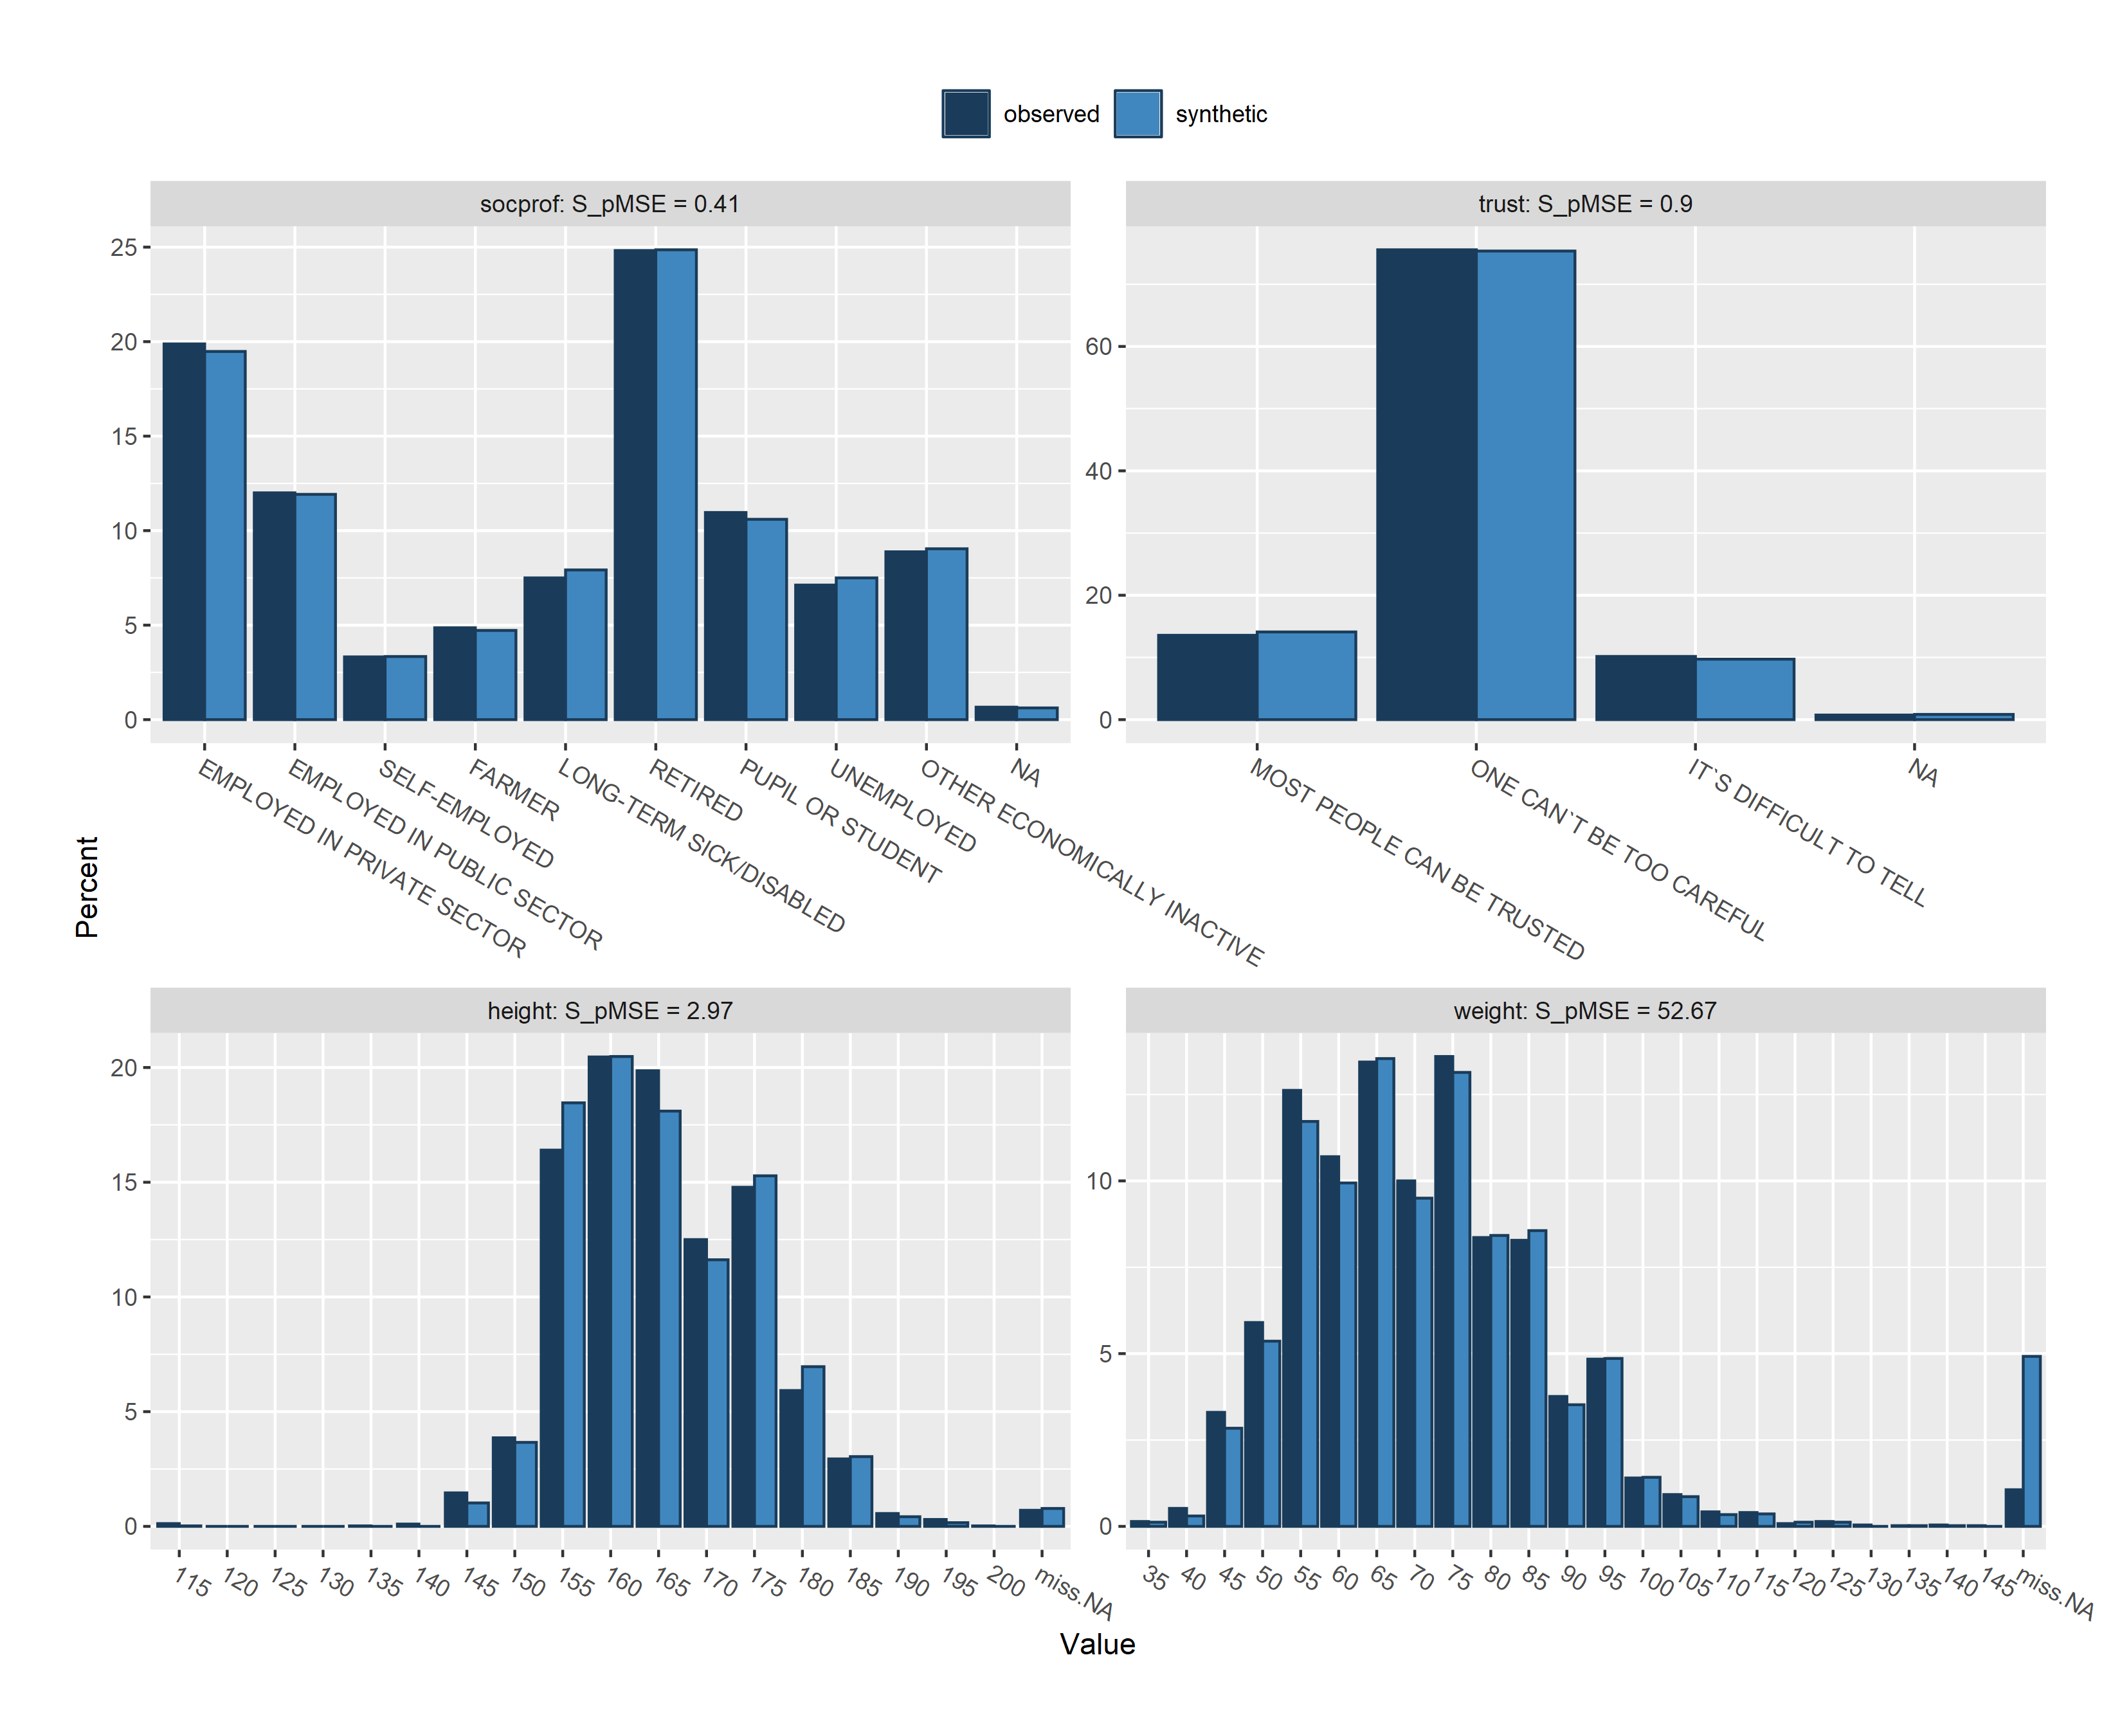 observed synthetic
socprof: S_pMSE = 0.41
25
20
15
10
5
0
EMPLOYED IN PRIVATE SECTOR
EMPLOYED IN PUBLIC SECTOR
SELF-EMPLOYED
FARMER
LONG-TERM SICK/DISABLED
RETIRED
PUPIL OR STUDENT
UNEMPLOYED
OTHER ECONOMICALLY INACTIVE
NA
trust: S_pMSE = 0.9
60
40
20
0
MOST PEOPLE CAN BE TRUSTED
ONE CAN`T BE TOO CAREFUL
IT`S DIFFICULT TO TELL
NA
Percent
height: S_pMSE = 2.97
20
15
10
5
0
115 120 125 130 135 140 145 150 155 160 165 170 175 180 185 190 195 200 miss.NA
weight: S_pMSE = 52.67
10
5
0
35 40 45 50 55 60 65 70 75 80 85 90 95 100 105 110 115 120 125 130 135 140 145 miss.NA
Value